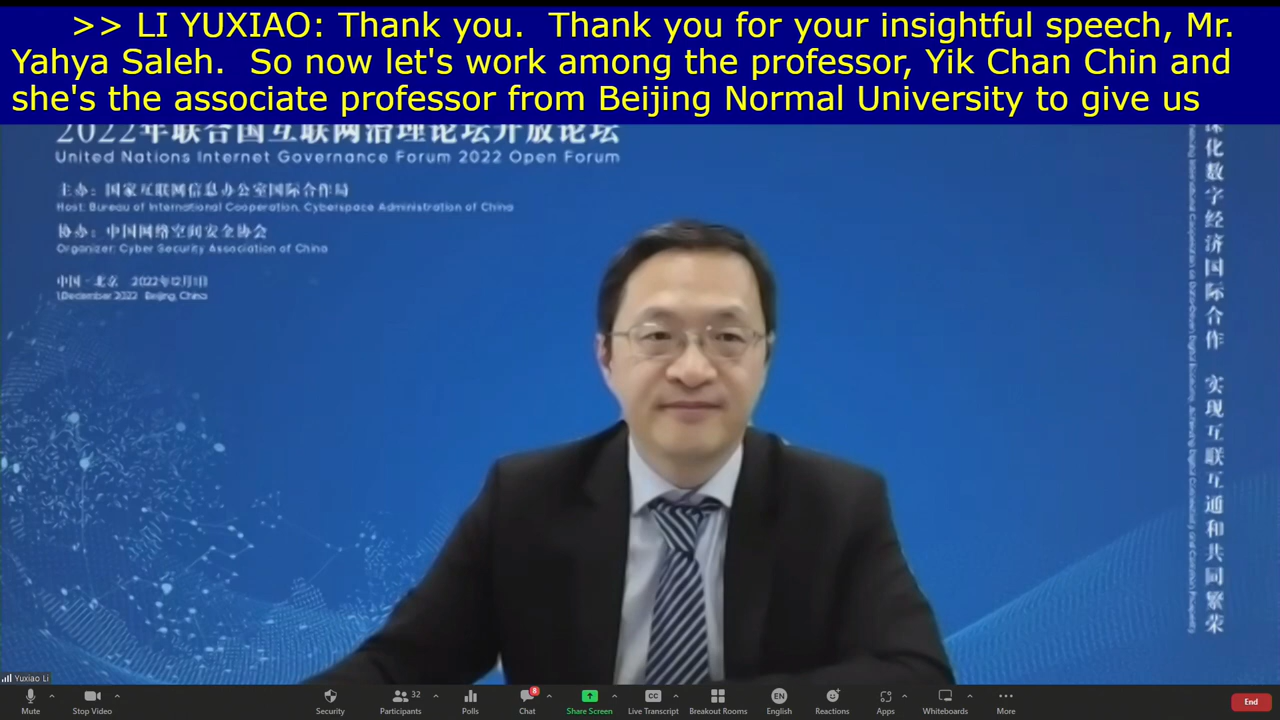 >> LI YUXIAO: Thank you.  Thank you for your insightful speech, Mr.
Yahya Saleh.  So now let's work among the professor, Yik Chan Chin and
she's the associate professor from Beijing Normal University to give us
2022年联合国互联网治理论坛开放论坛
United Nations Internet Governance Forum 2022 Open Forum
主办：国家互联网信息办公室国际合作局
Host: Bureau of International Cooperation, Cyberspace Administration of China
协办：中国网络空间安全协会
Organizer: Cyber Security Association of China
中国·北京 2022年12月1日
1 December 2022 Beijing, China
深化数字经济国际合作 实现互联互通和共同繁荣
Yuxiao Li
Mute
Stop Video
Security
32
Participants
Polls
8
Chat
Share Screen
CC
Live Transcript
Breakout Rooms
EN
English
Reactions
Apps
Whiteboards
More
End